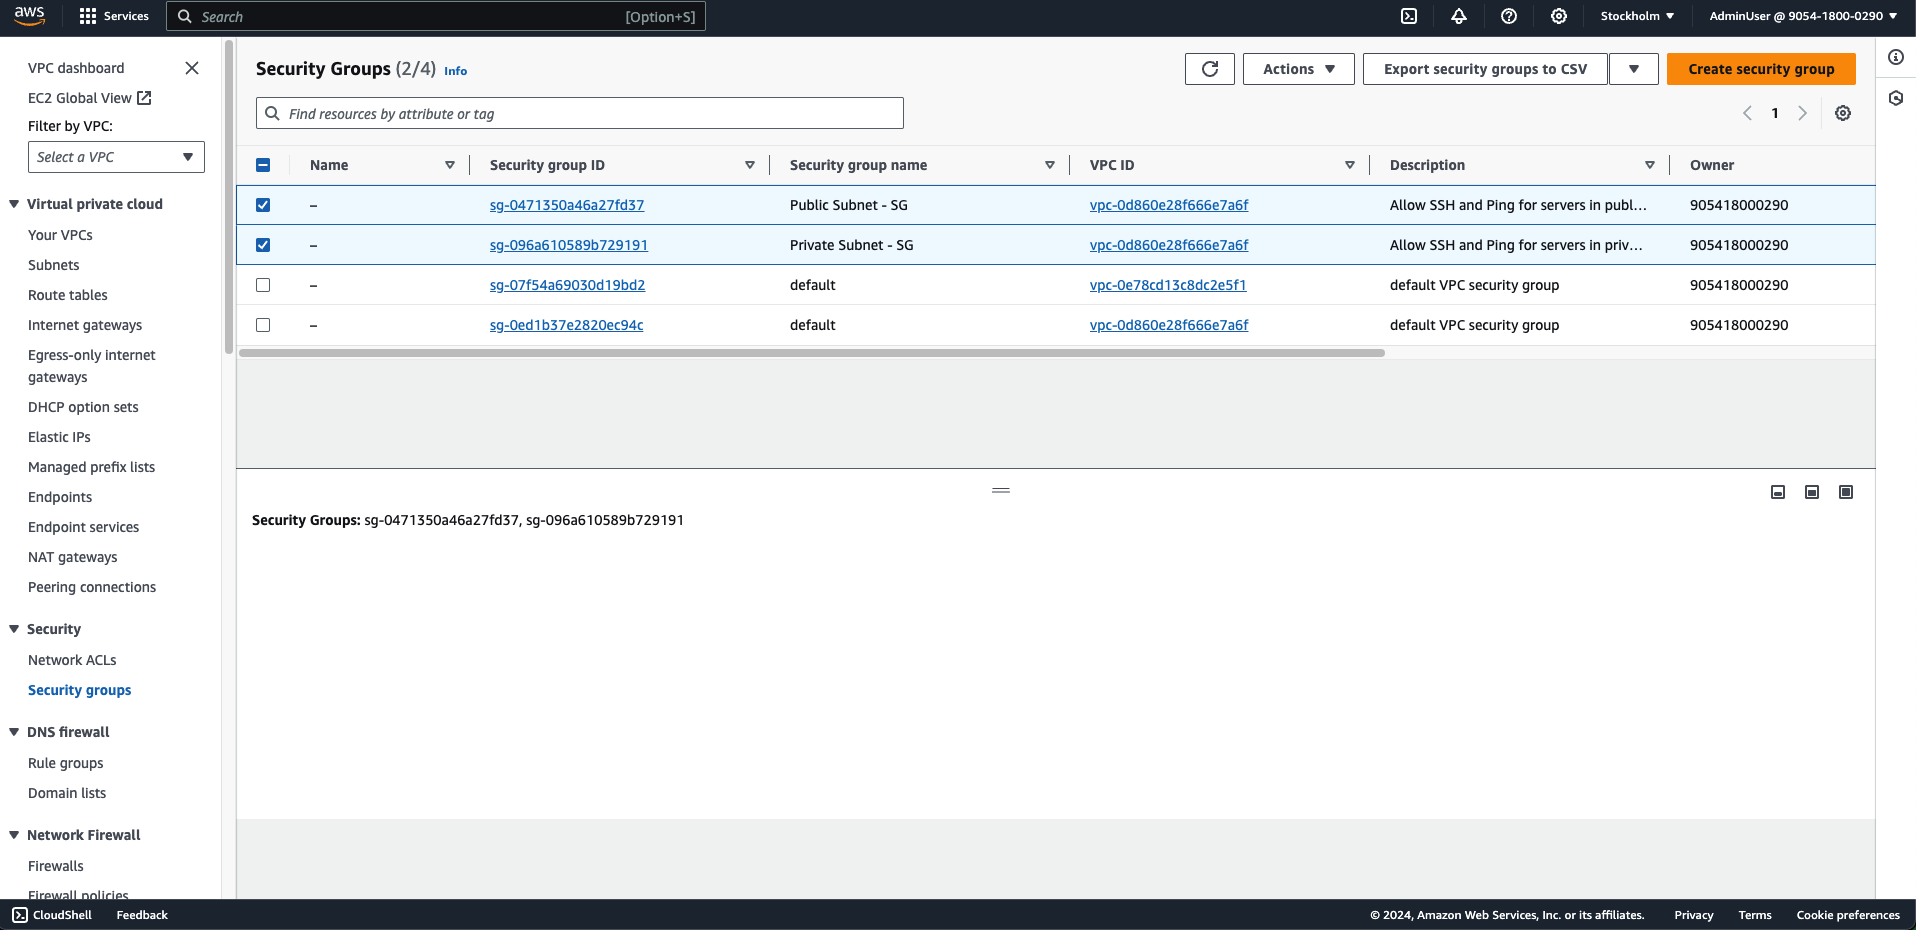 aws
Services
Search
[Option+S]
Stockholm
AdminUser @ 9054-1800-0290
VPC dashboard
EC2 Global View
Filter by VPC:
Select a VPC
Virtual private cloud
Your VPCs
Subnets
Route tables
Internet gateways
Egress-only internet
gateways
DHCP option sets
Elastic IPs
Managed prefix lists
Endpoints
Endpoint services
NAT gateways
Peering connections
Security
Network ACLs
Security groups
DNS firewall
Rule groups
Domain lists
Network Firewall
Firewalls
Firewall policies
Security Groups (2/4) Info
Actions
Export security groups to CSV
Create security group
Find resources by attribute or tag
1
Name Security group ID Security group name VPC ID Description Owner
– sg-0471350a46a27fd37 Public Subnet - SG vpc-0d860e28f666e7a6f Allow SSH and Ping for servers in publ... 905418000290
– sg-096a610589b729191 Private Subnet - SG vpc-0d860e28f666e7a6f Allow SSH and Ping for servers in priv... 905418000290
– sg-07f54a69030d19bd2 default vpc-0e78cd13c8dc2e5f1 default VPC security group 905418000290
– sg-0ed1b37e2820ec94c default vpc-0d860e28f666e7a6f default VPC security group 905418000290
Security Groups: sg-0471350a46a27fd37, sg-096a610589b729191
CloudShell Feedback
© 2024, Amazon Web Services, Inc. or its affiliates. Privacy Terms Cookie preferences